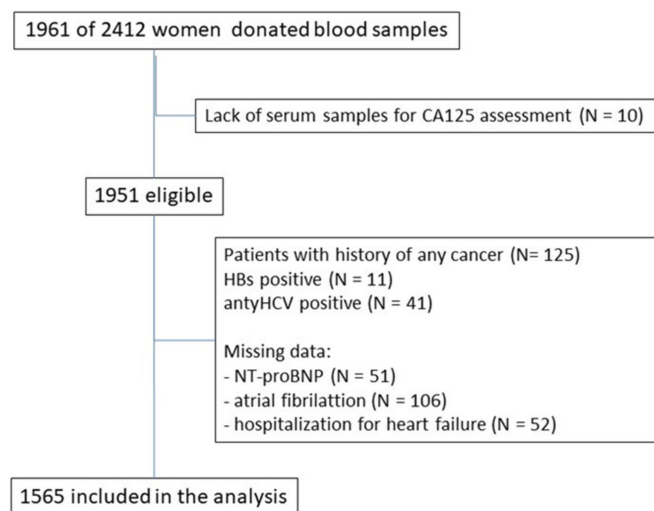 1961 of 2412 women donated blood samples
Lack of serum samples for CA125 assessment (N = 10)
1951 eligible
Patients with history of any cancer (N= 125)
HBs positive (N = 11)
antyHCV positive (N = 41)
Missing data:
- NT-proBNP (N = 51)
- atrial fibrilattion (N = 106)
- hospitalization for heart failure (N = 52)
1565 included in the analysis